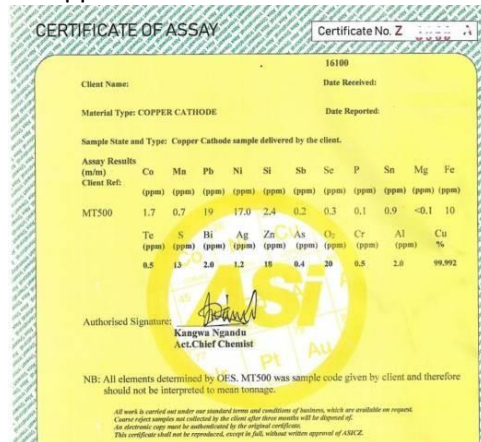 CERTIFICATE OF ASSAY
Certificate No. Z
16100
Client Name:
Date Received:
Material Type: COPPER CATHODE
Date Reported:
Sample State and Type: Copper Cathode sample delivered by the client.
Assay Results
(m/m) Co Mn Pb Ni Si Sb Se P Sn Mg Fe
Client Ref:
(ppm) (ppm) (ppm) (ppm) (ppm) (ppm) (ppm) (ppm) (ppm) (ppm) (ppm)
MT500 1.7 0.7 19 17.0 2.4 0.2 0.3 0.1 0.9 <0.1 10
Te S Bi Ag Zn As O₂ Cr Al Cu
(ppm) (ppm) (ppm) (ppm) (ppm) (ppm) (ppm) (ppm) (ppm) %
0.5 13 2.0 1.2 18 0.4 20 0.5 2.0 99.992
ASi
Authorised Signature:
Kangwa Ngandu
Act.Chief Chemist
Pt Au
NB: All elements determined by OES. MT500 was sample code given by client and therefore
should not be interpreted to mean tonnage.
All work is carried out under our standard terms and conditions of business, which are available on request.
Coarse reject samples not collected by the client after three months will be disposed of.
An electronic copy must be authenticated by the original certificate.
This certificate shall not be reproduced, except in full, without written approval of ASICZ.